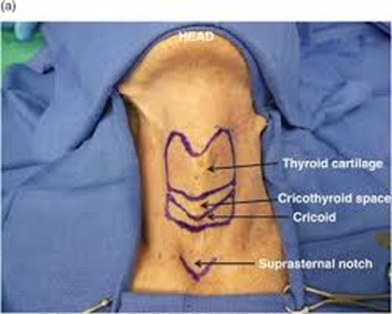 (a)
HEAD
Thyroid cartilage
Cricothyroid space
Cricoid
Suprasternal notch